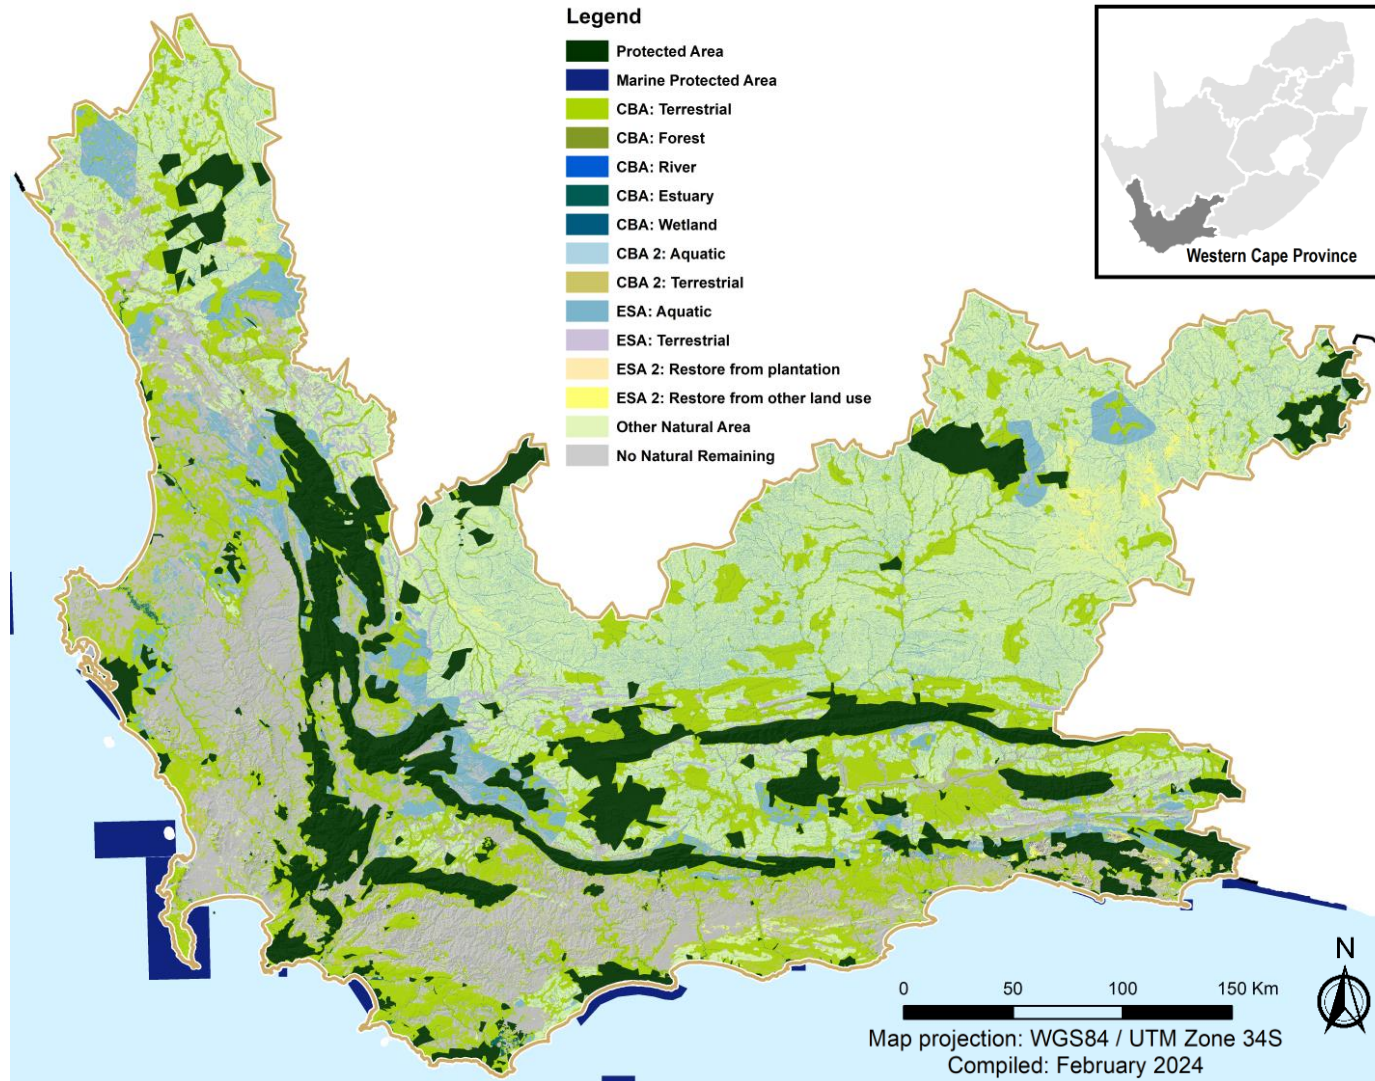 Legend
Protected Area
Marine Protected Area
CBA: Terrestrial
CBA: Forest
CBA: River
CBA: Estuary
CBA: Wetland
CBA 2: Aquatic
CBA 2: Terrestrial
ESA: Aquatic
ESA: Terrestrial
ESA 2: Restore from plantation
ESA 2: Restore from other land use
Other Natural Area
No Natural Remaining
Western Cape Province
N
0 50 100 150 Km
Map projection: WGS84 / UTM Zone 34S
Compiled: February 2024